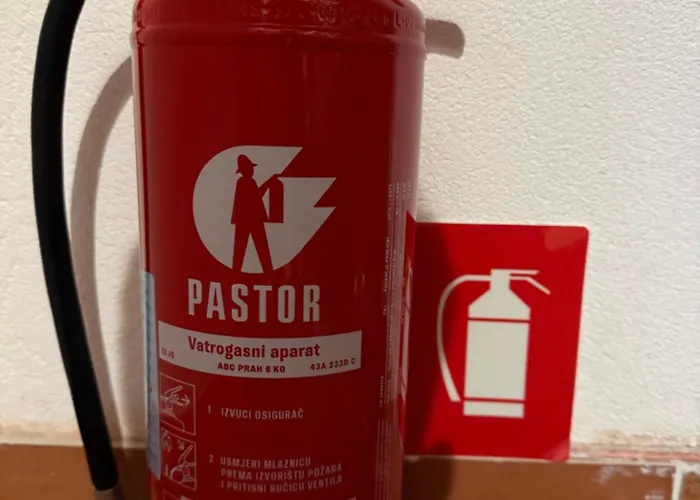 PASTOR
Vatrogasni aparat
ABC PRAH 6 KG 43A 233B C
1 IZVUCI OSIGURAČ
2 USMJERI MLAZNICU
PREMA IZVORIŠTU POŽARA
I PRITISNI RUČICU VENTILA